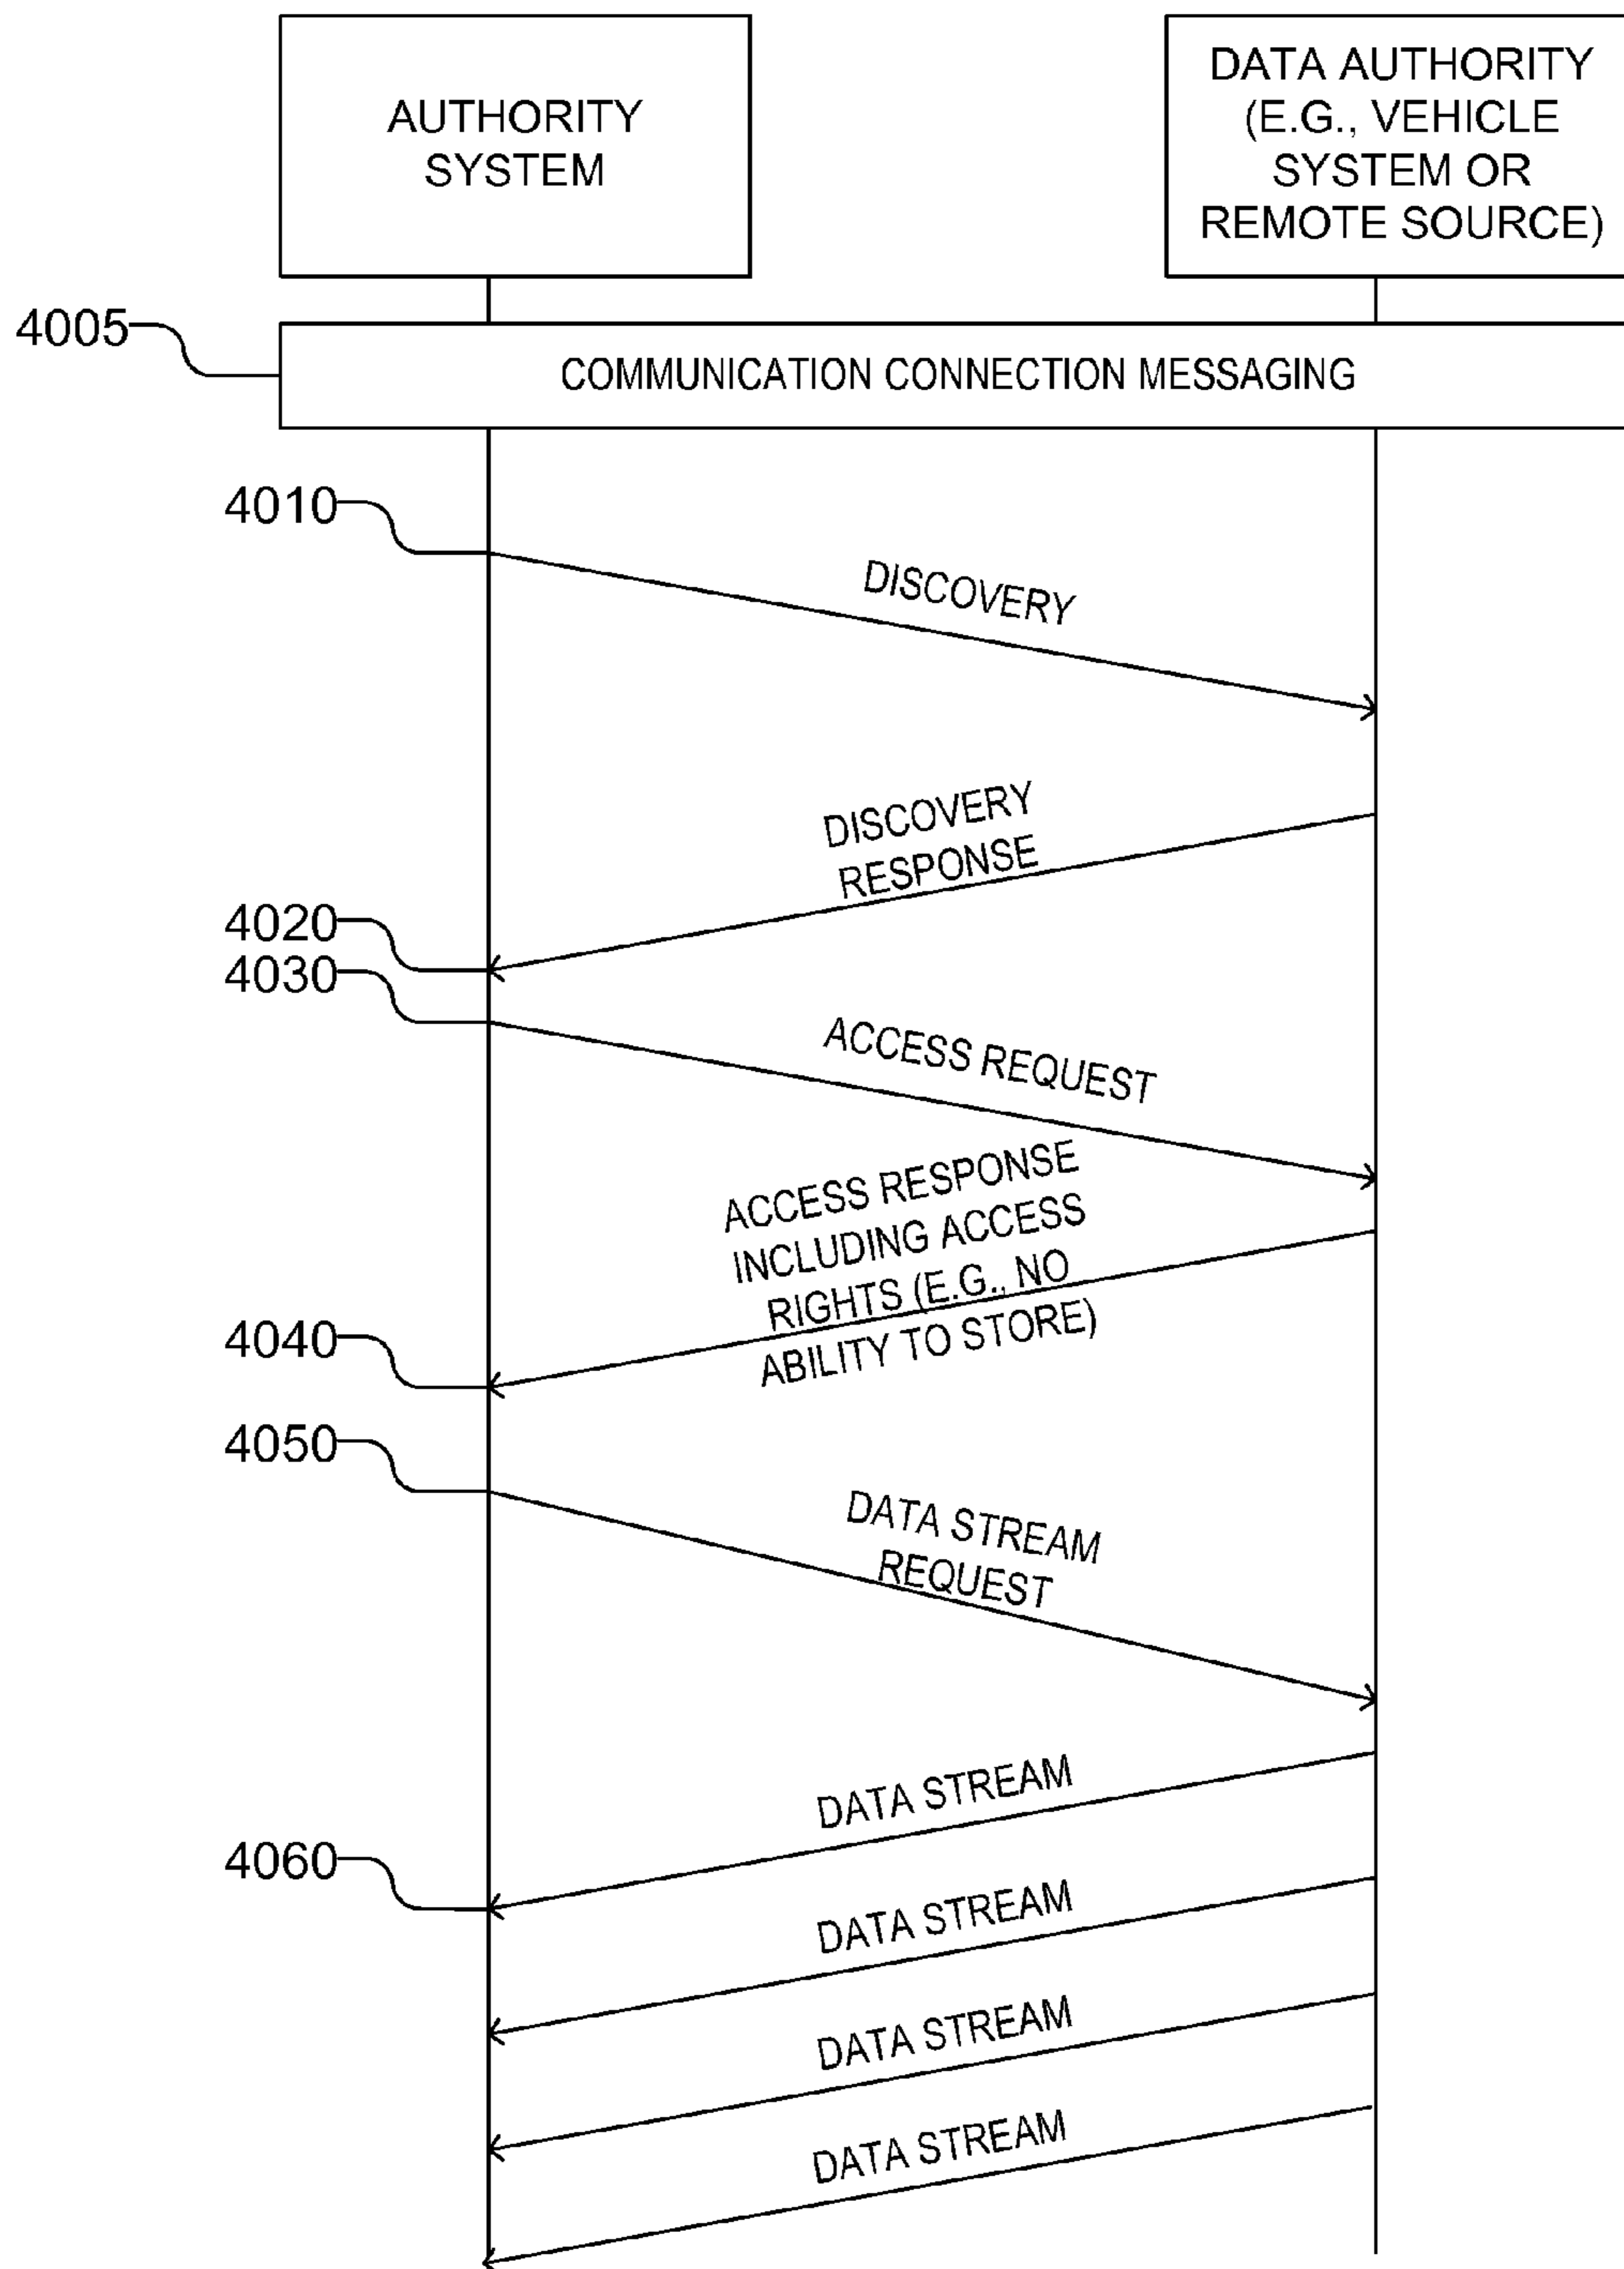 AUTHORITY
SYSTEM
DATA AUTHORITY
(E.G., VEHICLE
SYSTEM OR
REMOTE SOURCE)
4005
COMMUNICATION CONNECTION MESSAGING
4010
DISCOVERY
DISCOVERY
RESPONSE
4020
4030
ACCESS REQUEST
ACCESS RESPONSE
INCLUDING ACCESS
RIGHTS (E.G., NO
ABILITY TO STORE)
4040
4050
DATA STREAM
REQUEST
DATA STREAM
4060
DATA STREAM
DATA STREAM
DATA STREAM